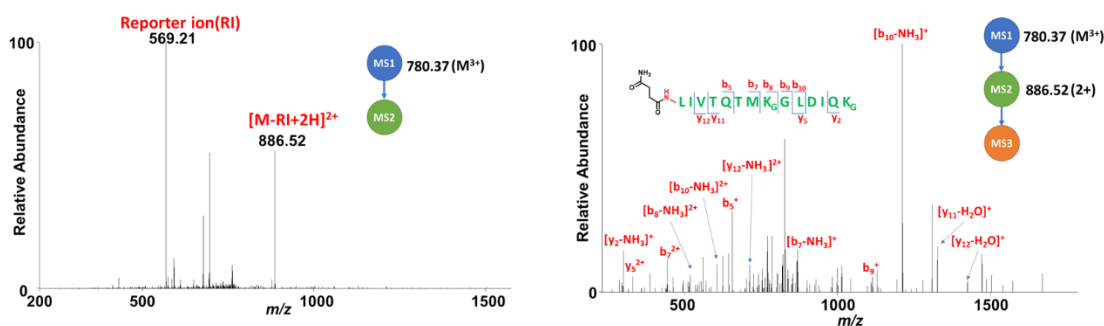 Reporter ion(RI)
569.21
100
MS1
780.37 (M³⁺)
MS2
[M-RI+2H]²⁺
886.52
Relative Abundance
200
500
1000
1500
m/z
100
[b₁₀-NH₃]⁺
MS1
780.37 (M³⁺)
MS2
886.52 (2+)
MS3
NH₂
O
O
H
N
b₅ b₇ b₈ b₉ b₁₀
L I V T Q T M K_G G L D I Q K_G
y₁₂ y₁₁ y₅ y₂
[y₁₂-NH₃]²⁺
[b₁₀-NH₃]²⁺
[b₈-NH₃]²⁺
b₅⁺
[y₂-NH₃]⁺
b₇²⁺
y₅²⁺
[b₇-NH₃]⁺
b₉⁺
[y₁₁-H₂O]⁺
[y₁₂-H₂O]⁺
Relative Abundance
500
1000
1500
m/z